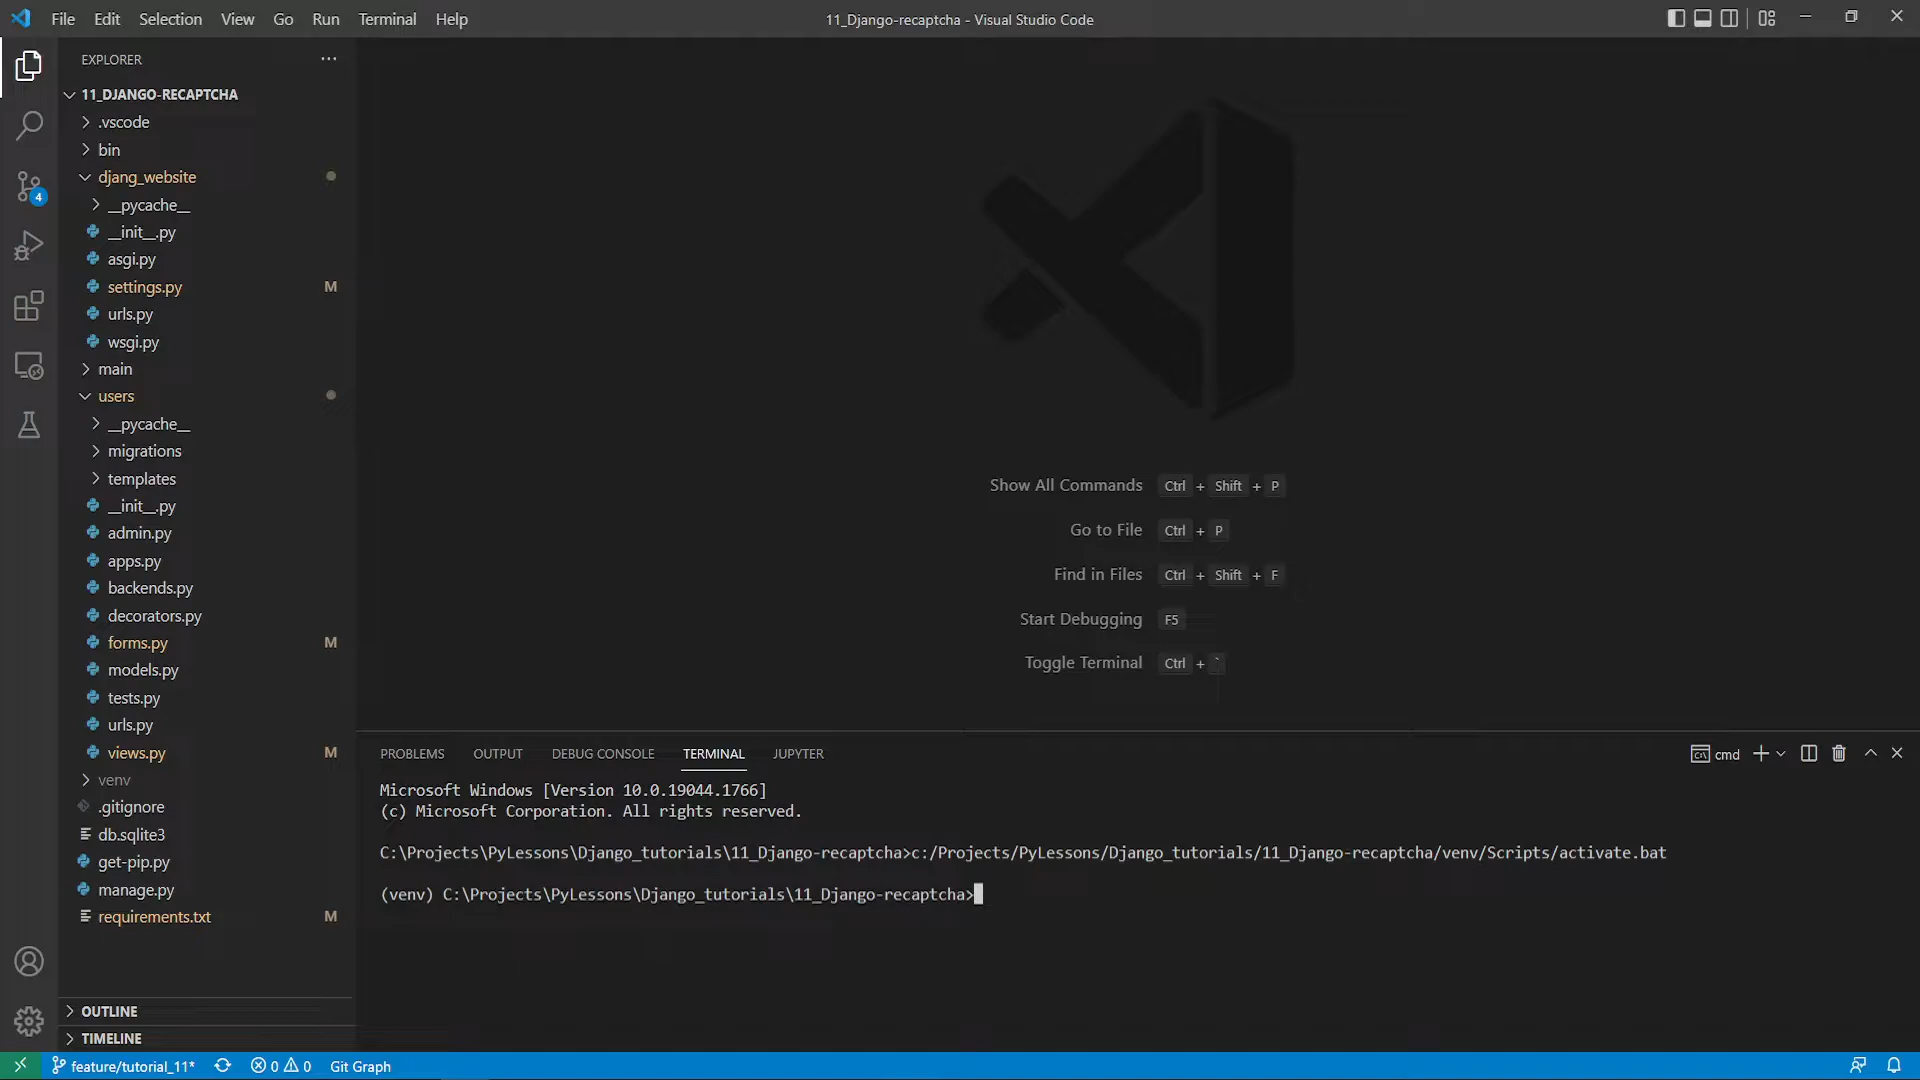 File Edit Selection View Go Run Terminal Help
11_Django-recaptcha - Visual Studio Code
EXPLORER
11_DJANGO-RECAPTCHA
.vscode
bin
djang_website
__pycache__
__init__.py
asgi.py
settings.py M
urls.py
wsgi.py
main
users
__pycache__
migrations
templates
__init__.py
admin.py
apps.py
backends.py
decorators.py
forms.py M
models.py
tests.py
urls.py
views.py M
venv
.gitignore
db.sqlite3
get-pip.py
manage.py
requirements.txt M
OUTLINE
TIMELINE
4
Show All Commands Ctrl + Shift + P
Go to File Ctrl + P
Find in Files Ctrl + Shift + F
Start Debugging F5
Toggle Terminal Ctrl + `
PROBLEMS OUTPUT DEBUG CONSOLE TERMINAL JUPYTER
cmd
Microsoft Windows [Version 10.0.19044.1766]
(c) Microsoft Corporation. All rights reserved.
C:\Projects\PyLessons\Django_tutorials\11_Django-recaptcha>c:/Projects/PyLessons/Django_tutorials/11_Django-recaptcha/venv/Scripts/activate.bat
(venv) C:\Projects\PyLessons\Django_tutorials\11_Django-recaptcha>
feature/tutorial_11* 0 0 Git Graph